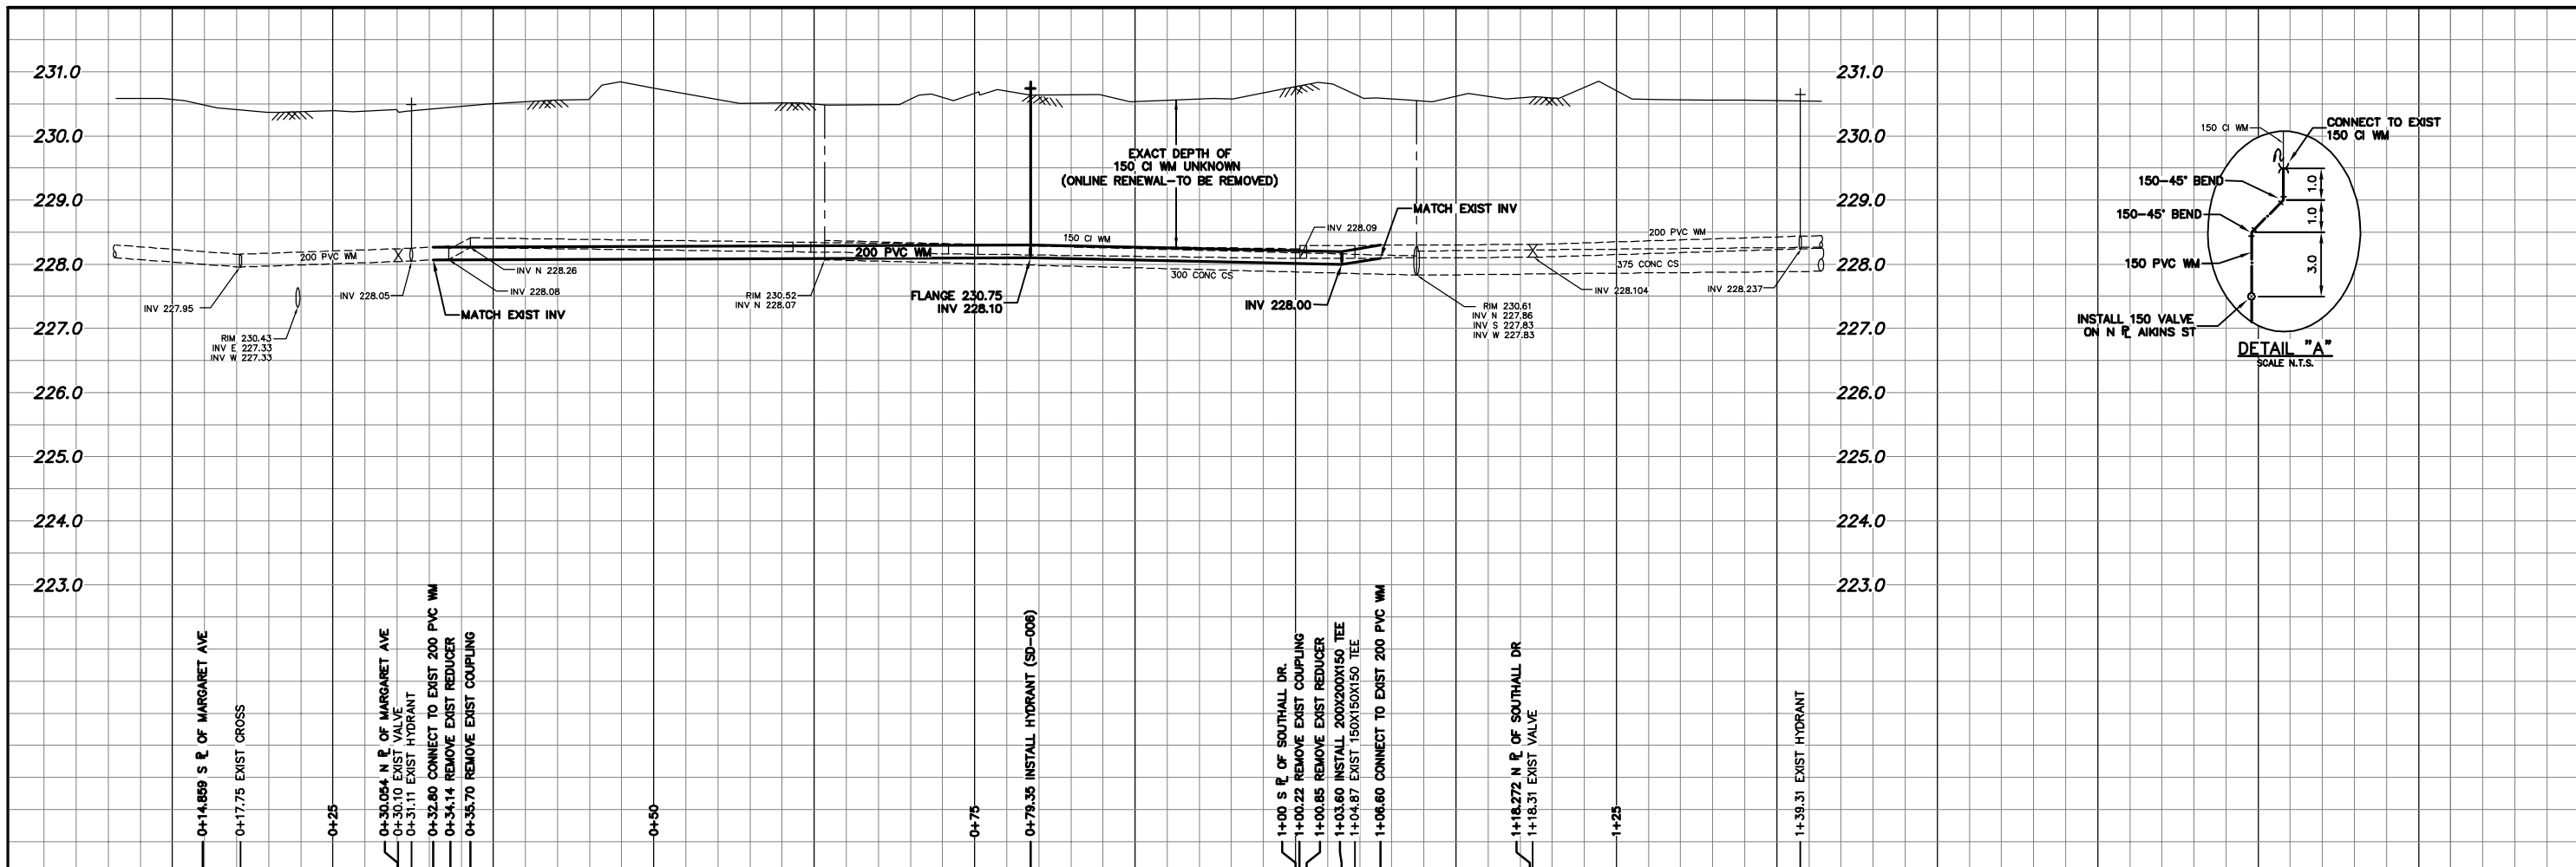 231.0
230.0
229.0
228.0
227.0
226.0
225.0
224.0
223.0
231.0
230.0
229.0
228.0
227.0
226.0
225.0
224.0
223.0
EXACT DEPTH OF
150 CI WM UNKNOWN
(ONLINE RENEWAL-TO BE REMOVED)
MATCH EXIST INV
INV 228.09
150 CI WM
200 PVC WM
200 PVC WM
200 PVC WM
300 CONC CS
375 CONC CS
INV N 228.26
INV 228.08
INV 228.05
INV 227.95
MATCH EXIST INV
RIM 230.43
INV E 227.33
INV W 227.33
RIM 230.52
INV N 228.07
FLANGE 230.75
INV 228.10
INV 228.00
RIM 230.61
INV N 227.86
INV S 227.83
INV W 227.83
INV 228.104
INV 228.237
150 CI WM
CONNECT TO EXIST
150 CI WM
150-45° BEND
150-45° BEND
150 PVC WM
1.0
1.0
3.0
INSTALL 150 VALVE
ON N PL AIKINS ST
DETAIL "A"
SCALE N.T.S.
0+14.859 S PL OF MARGARET AVE
0+17.75 EXIST CROSS
0+25
0+30.054 N PL OF MARGARET AVE
0+30.10 EXIST VALVE
0+31.11 EXIST HYDRANT
0+32.80 CONNECT TO EXIST 200 PVC WM
0+34.14 REMOVE EXIST REDUCER
0+35.70 REMOVE EXIST COUPLING
0+50
0+75
0+79.35 INSTALL HYDRANT (SD-006)
1+00 S PL OF SOUTHALL DR.
1+00.22 REMOVE EXIST COUPLING
1+00.85 REMOVE EXIST REDUCER
1+03.60 INSTALL 200X200X150 TEE
1+04.87 EXIST 150X150X150 TEE
1+06.60 CONNECT TO EXIST 200 PVC WM
1+18.272 N PL OF SOUTHALL DR
1+18.31 EXIST VALVE
1+25
1+39.31 EXIST HYDRANT